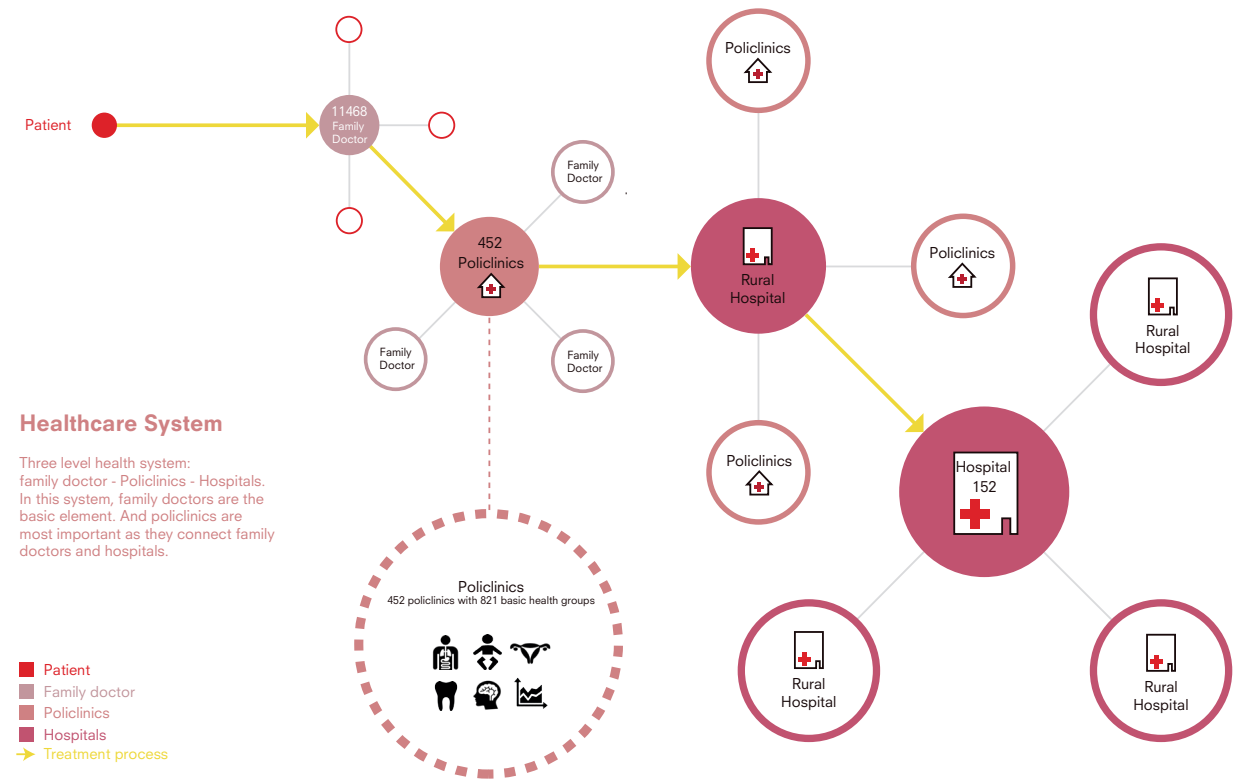 Patient
11468
Family
Doctor
Family
Doctor
452
Policlinics
Family
Doctor
Family
Doctor
Policlinics
Rural
Hospital
Policlinics
Policlinics
Rural
Hospital
Hospital
152
Rural
Hospital
Rural
Hospital
Healthcare System
Three level health system:
family doctor - Policlinics - Hospitals.
In this system, family doctors are the
basic element. And policlinics are
most important as they connect family
doctors and hospitals.
Policlinics
452 policlinics with 821 basic health groups
Patient
Family doctor
Policlinics
Hospitals
Treatment process